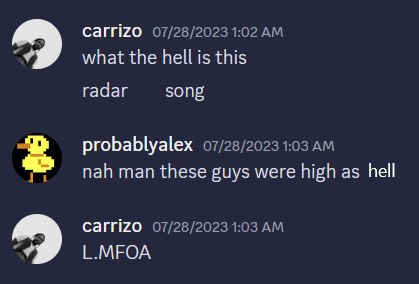 carrizo 07/28/2023 1:02 AM
what the hell is this
radar song
probablyalex 07/28/2023 1:03 AM
nah man these guys were high as hell
carrizo 07/28/2023 1:03 AM
L.MFOA